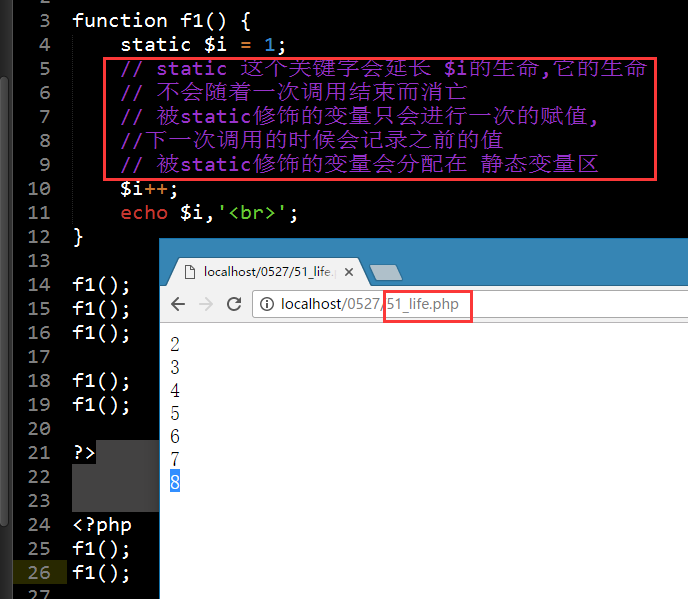 3 function f1() {
4 static $i = 1;
5 // static 这个关键字会延长 $i的生命,它的生命
6 // 不会随着一次调用结束而消亡
7 // 被static修饰的变量只会进行一次的赋值,
8 //下一次调用的时候会记录之前的值
9 // 被static修饰的变量会分配在 静态变量区
10 $i++;
11 echo $i,'<br>';
12 }
13
14 f1();
15 f1();
16 f1();
17
18 f1();
19 f1();
20
21 ?>
22
23
24 <?php
25 f1();
26 f1();
27
localhost/0527/51_life.
localhost/0527/51_life.php
2
3
4
5
6
7
8